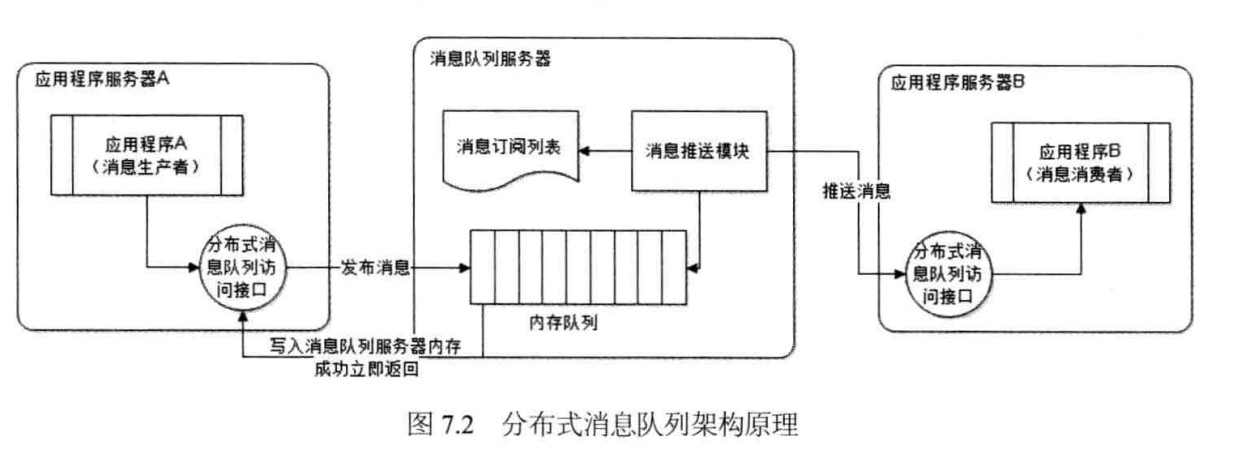 应用程序服务器A
应用程序A
（消息生产者）
分布式消
息队列访
问接口
发布消息
写入消息队列服务器内存
成功立即返回
消息队列服务器
消息订阅列表
消息推送模块
内存队列
推送消息
应用程序服务器B
应用程序B
（消息消费者）
分布式消
息队列访
问接口
图 7.2 分布式消息队列架构原理